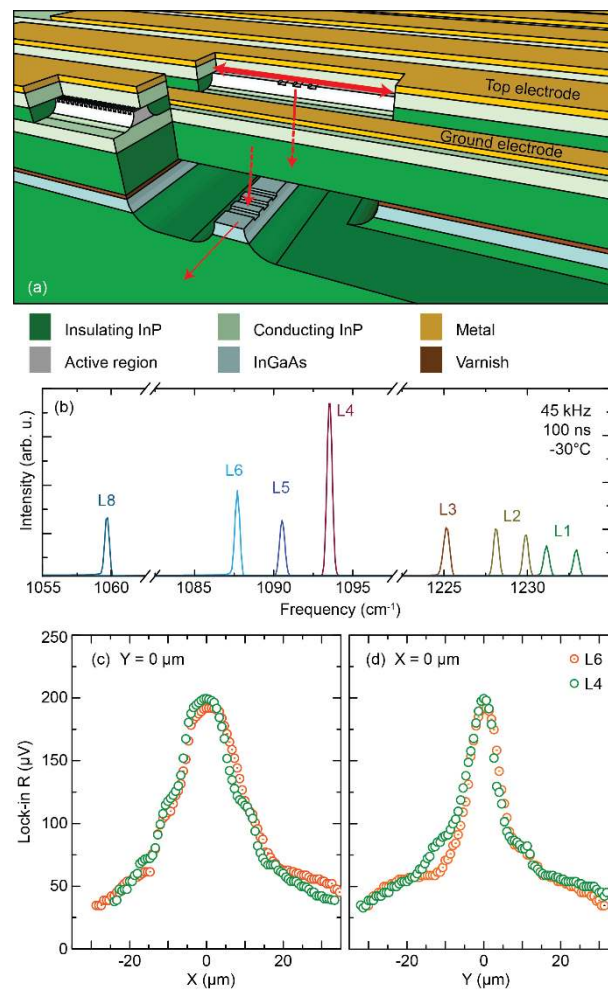 Top electrode
Ground electrode
(a)
Insulating InP Conducting InP Metal
Active region InGaAs Varnish
(b)
45 kHz
100 ns
-30°C
L8 L6 L5 L4 L3 L2 L1
Intensity (arb. u.)
1055 1060 1085 1090 1095 1225 1230
Frequency (cm⁻¹)
(c) Y = 0 µm
(d) X = 0 µm
L6
L4
250
200
150
100
50
0
Lock-in R (µV)
-20 0 20
X (µm)
-20 0 20
Y (µm)